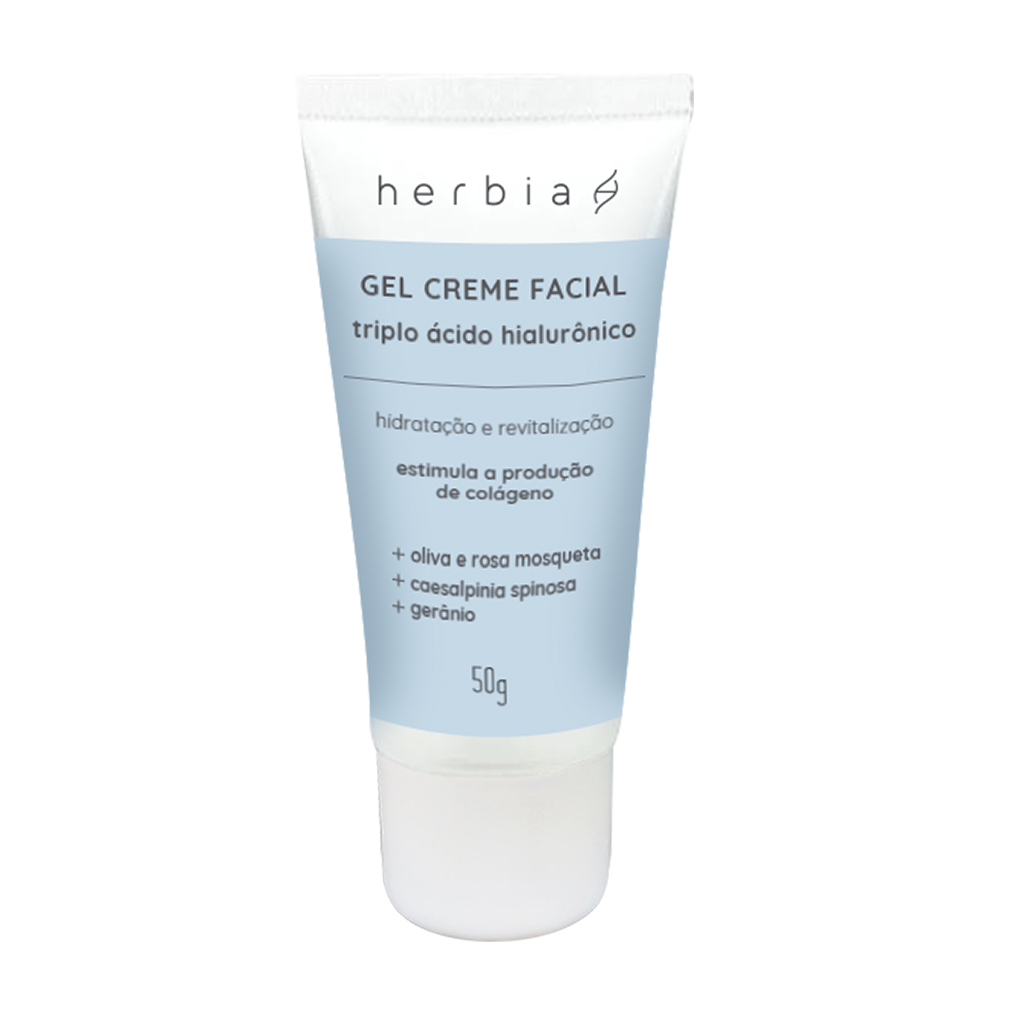 herbia
GEL CREME FACIAL
triplo ácido hialurônico
hidratação e revitalização
estimula a produção
de colágeno
+ oliva e rosa mosqueta
+ caesalpinia spinosa
+ gerânio
50g